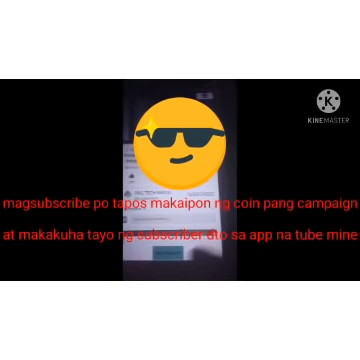 KINEMASTER
magsubscribe po tapos makaipon ng coin pang campaign
at makakuha tayo ng subscriber dto sa app na tube mine